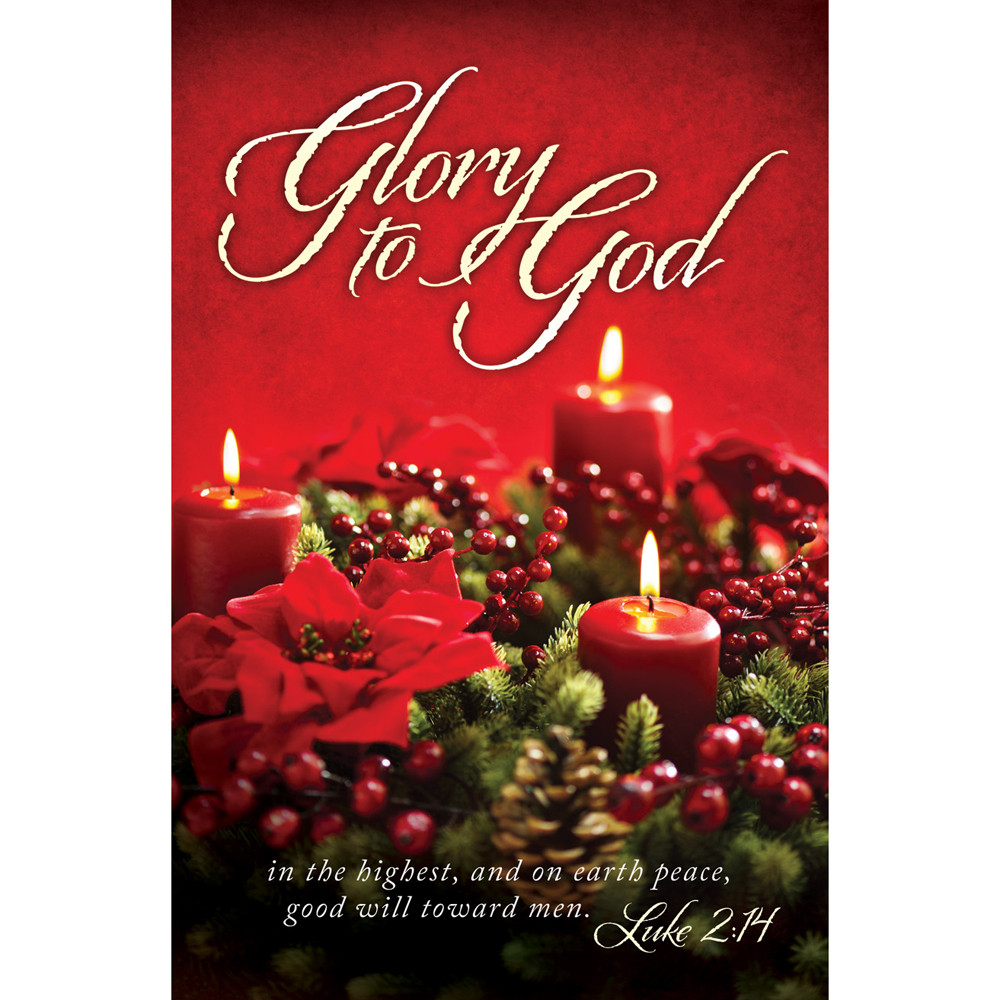 Glory
to God
in the highest, and on earth peace,
good will toward men.
Luke 2:14